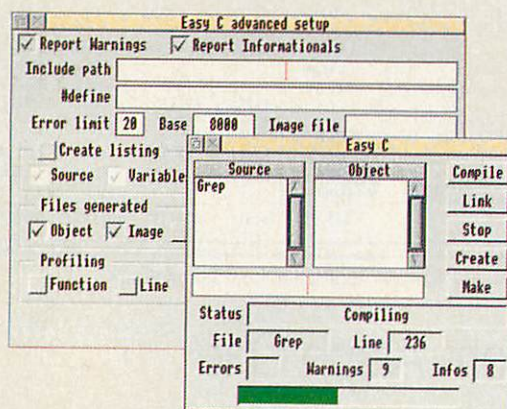 Easy C advanced setup
Report Warnings Report Informationals
Include path
#define
Error limit 20 Base 8000 Image file
Create listing
Source Variable
Files generated
Object Image
Profiling
Function Line
Easy C
Source Object
Grep
Compile
Link
Stop
Create
Make
Status Compiling
File Grep Line 236
Errors Warnings 9 Infos 8